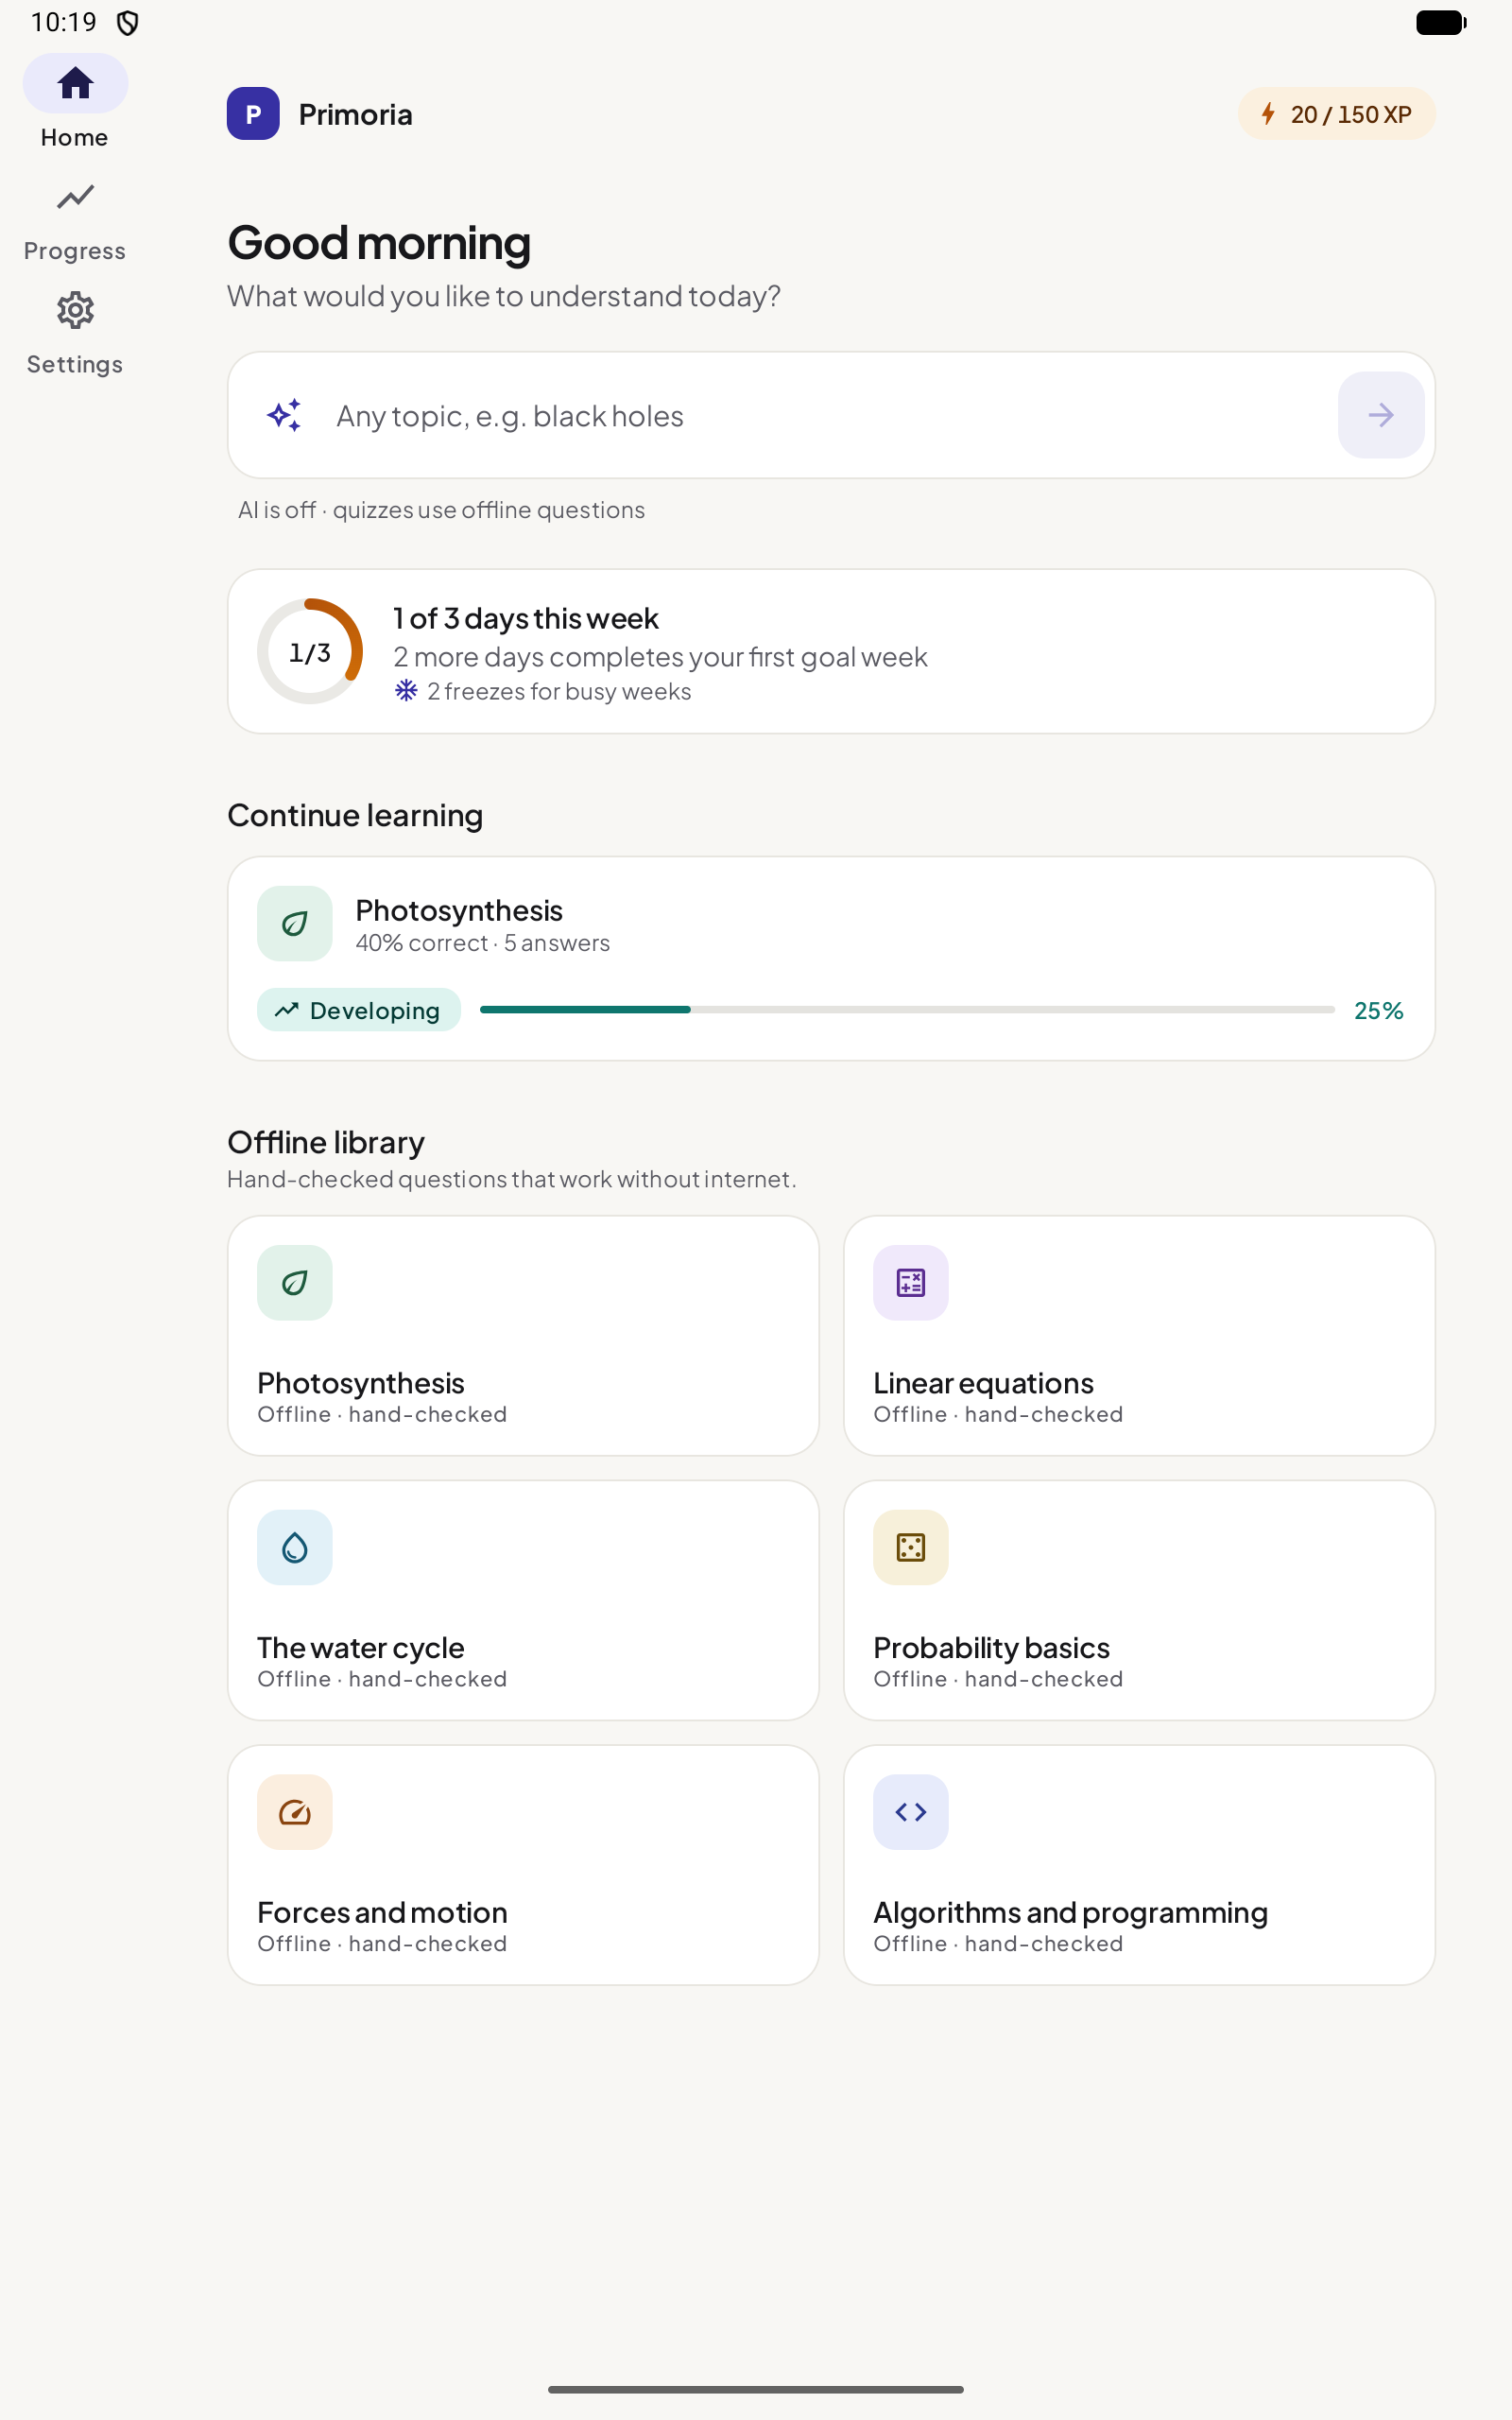 10:19
Home
Progress
Settings
P Primoria
20 / 150 XP
Good morning
What would you like to understand today?
Any topic, e.g. black holes
AI is off · quizzes use offline questions
1/3
1 of 3 days this week
2 more days completes your first goal week
2 freezes for busy weeks
Continue learning
Photosynthesis
40% correct · 5 answers
Developing
25%
Offline library
Hand-checked questions that work without internet.
Photosynthesis
Offline · hand-checked
Linear equations
Offline · hand-checked
The water cycle
Offline · hand-checked
Probability basics
Offline · hand-checked
Forces and motion
Offline · hand-checked
Algorithms and programming
Offline · hand-checked